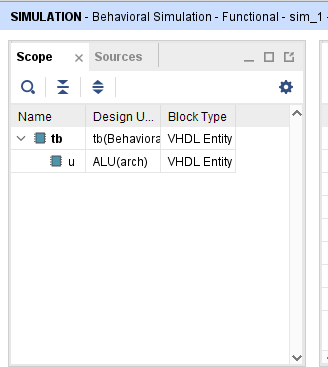 SIMULATION - Behavioral Simulation - Functional - sim_1 -
Scope Sources
Name Design U... Block Type
tb tb(Behaviora VHDL Entity
u ALU(arch) VHDL Entity